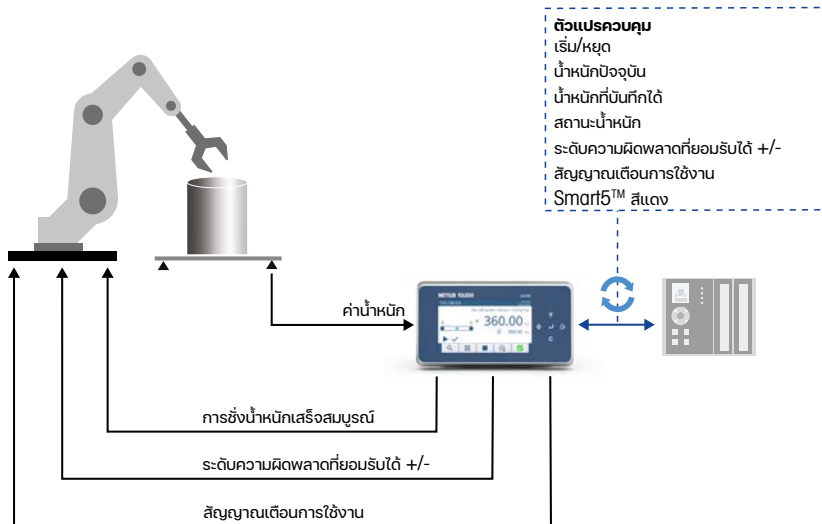 ตัวแปรควบคุม
เริ่ม/หยุด
น้ำหนักปัจจุบัน
น้ำหนักที่บันทึกได้
สถานะน้ำหนัก
ระดับความผิดพลาดที่ยอมรับได้ +/-
สัญญาณเตือนการใช้งาน
Smart5™ สีแดง
ค่าน้ำหนัก
METTLER TOLEDO
360.00
C
การชั่งน้ำหนักเสร็จสมบูรณ์
ระดับความผิดพลาดที่ยอมรับได้ +/-
สัญญาณเตือนการใช้งาน